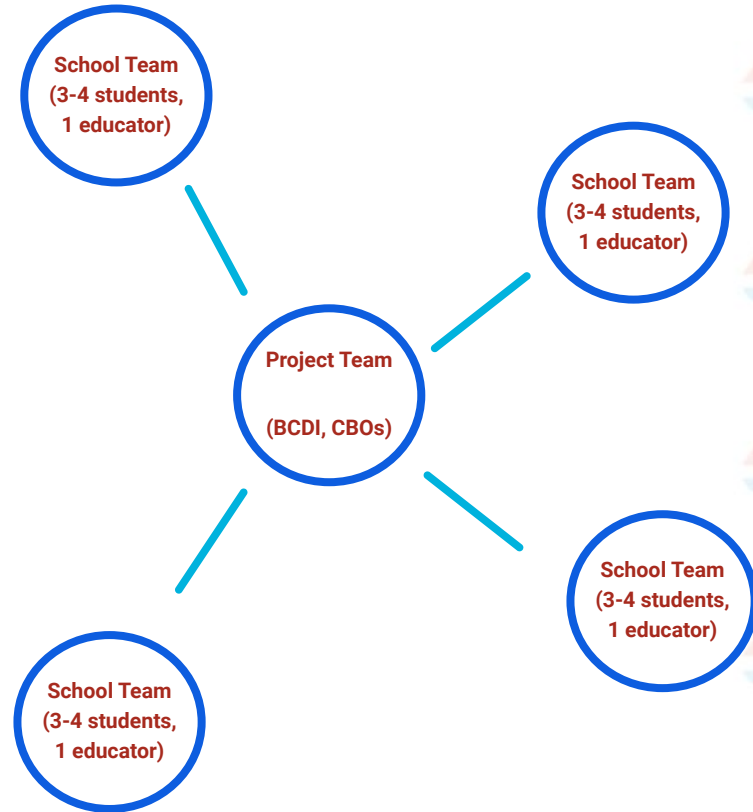 School Team
(3-4 students,
1 educator)
School Team
(3-4 students,
1 educator)
Project Team
(BCDI, CBOs)
School Team
(3-4 students,
1 educator)
School Team
(3-4 students,
1 educator)